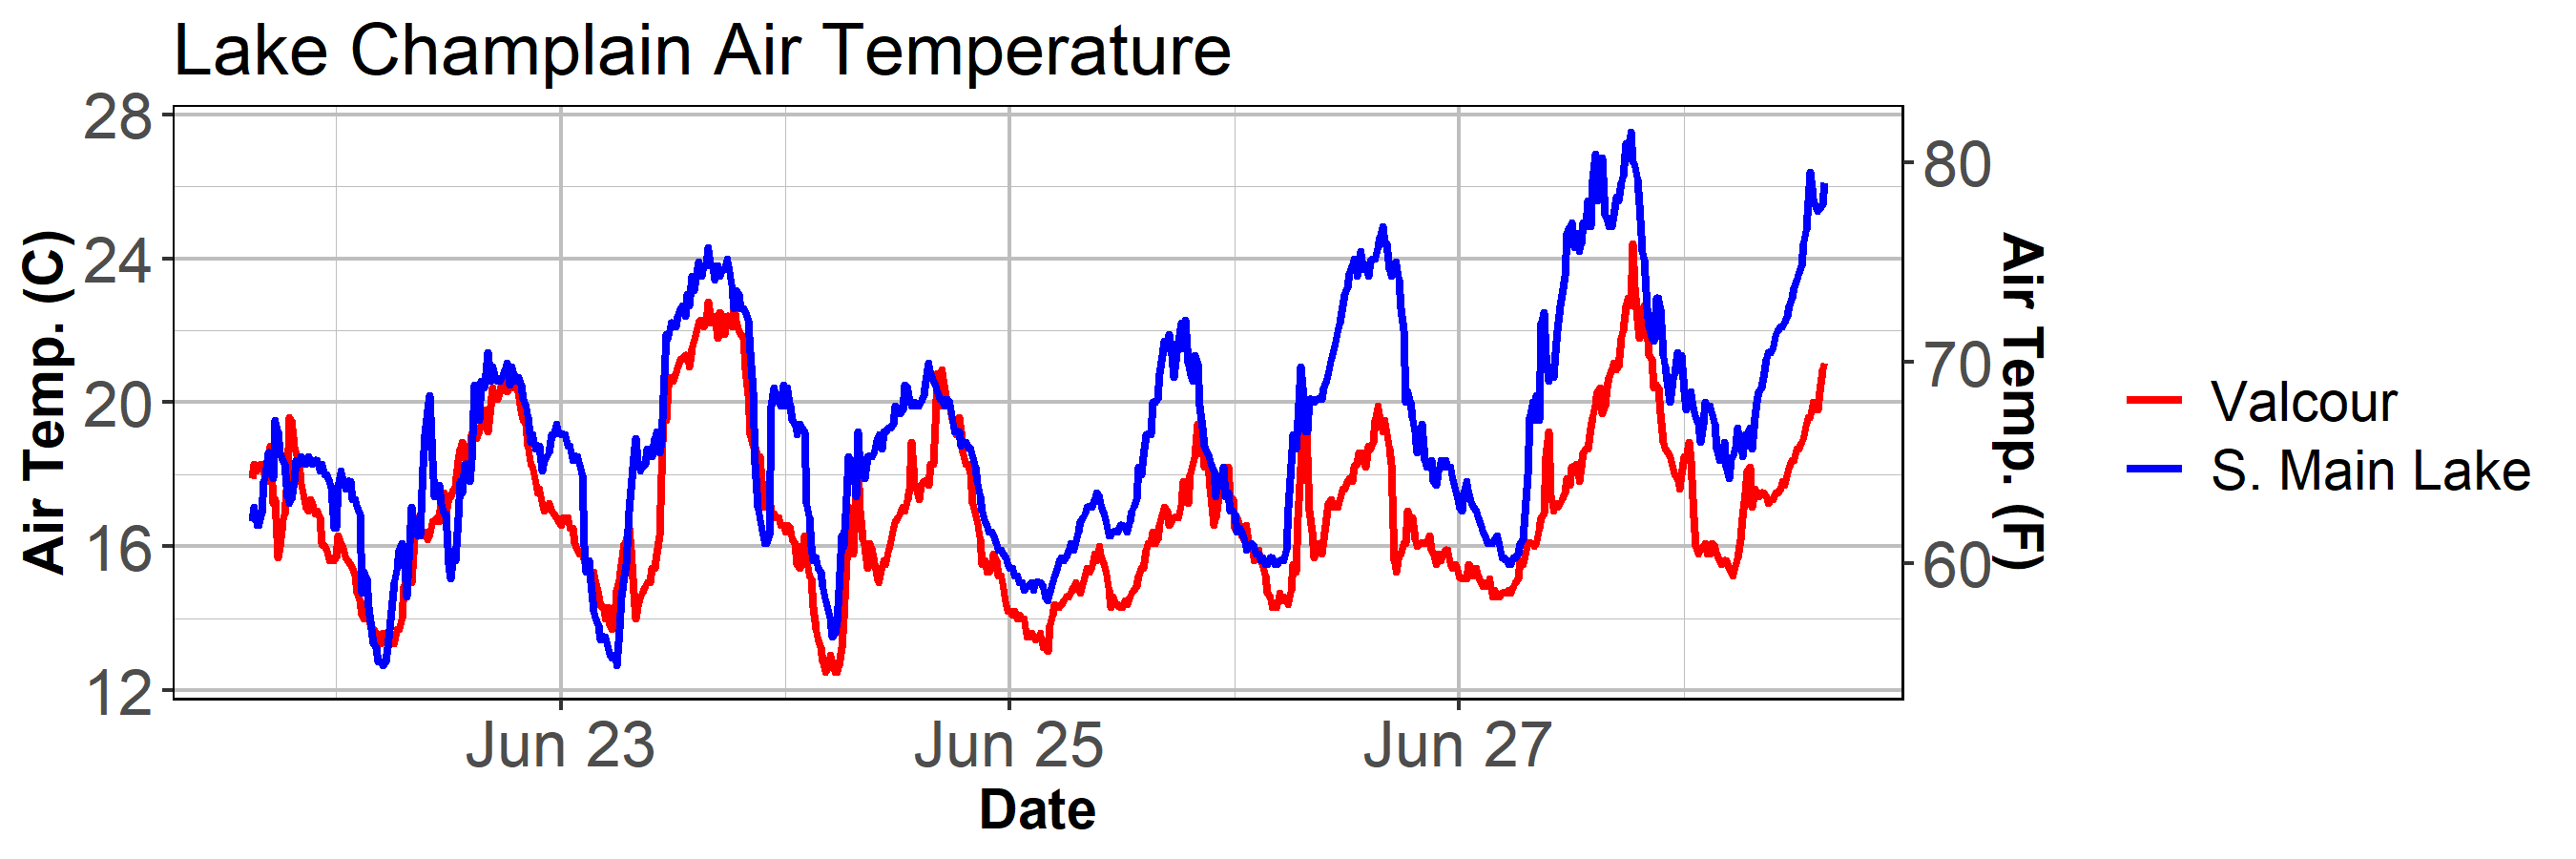 Lake Champlain Air Temperature
28
24
20
16
12
Air Temp. (C)
80
70
60
Air Temp. (F)
Jun 23 Jun 25 Jun 27
Date
Valcour
S. Main Lake